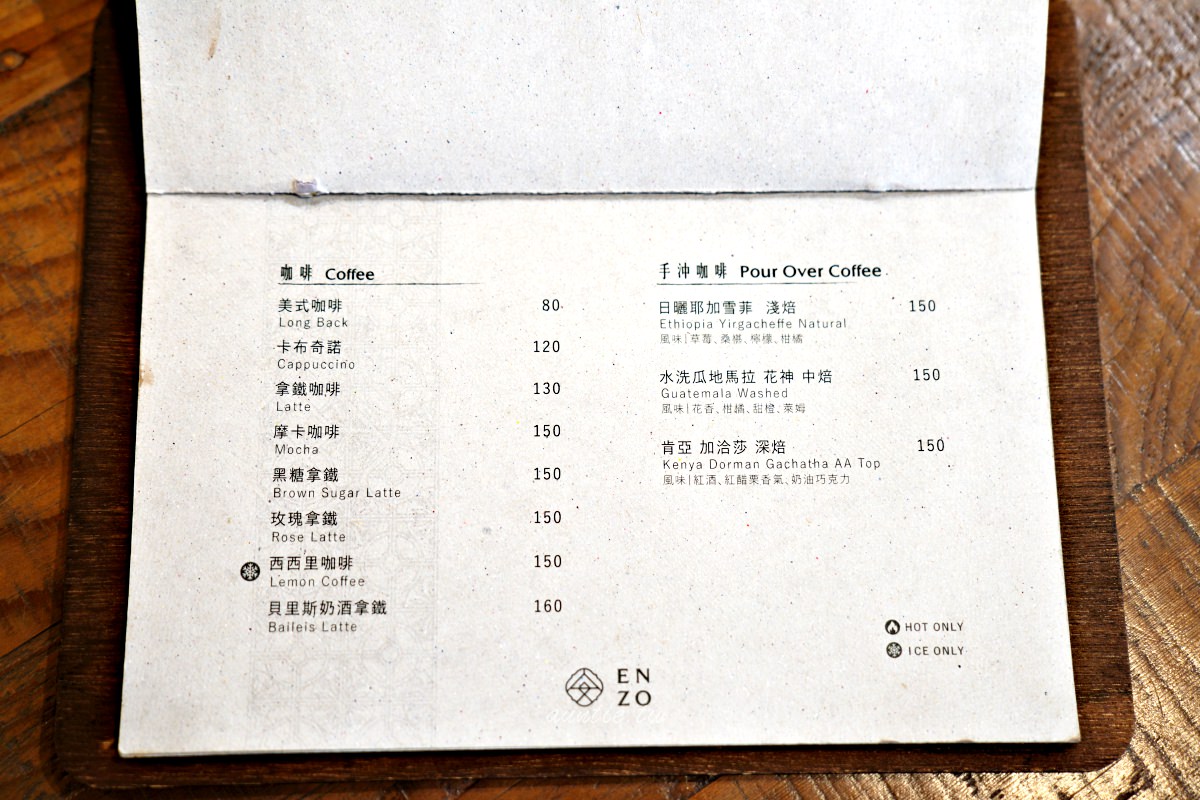 咖啡 Coffee
美式咖啡 80
Long Back
卡布奇諾 120
Cappuccino
拿鐵咖啡 130
Latte
摩卡咖啡 150
Mocha
黑糖拿鐵 150
Brown Sugar Latte
玫瑰拿鐵 150
Rose Latte
西西里咖啡 150
Lemon Coffee
貝里斯奶酒拿鐵 160
Baileis Latte
手沖咖啡 Pour Over Coffee
日曬耶加雪菲 淺焙 150
Ethiopia Yirgacheffe Natural
風味|草莓、桑椹、檸檬、柑橘
水洗瓜地馬拉 花神 中焙 150
Guatemala Washed
風味|花香、柑橘、甜橙、萊姆
肯亞 加洽莎 深焙 150
Kenya Dorman Gachatha AA Top
風味|紅酒、紅醋栗香氣、奶油巧克力
HOT ONLY
ICE ONLY
EN
ZO